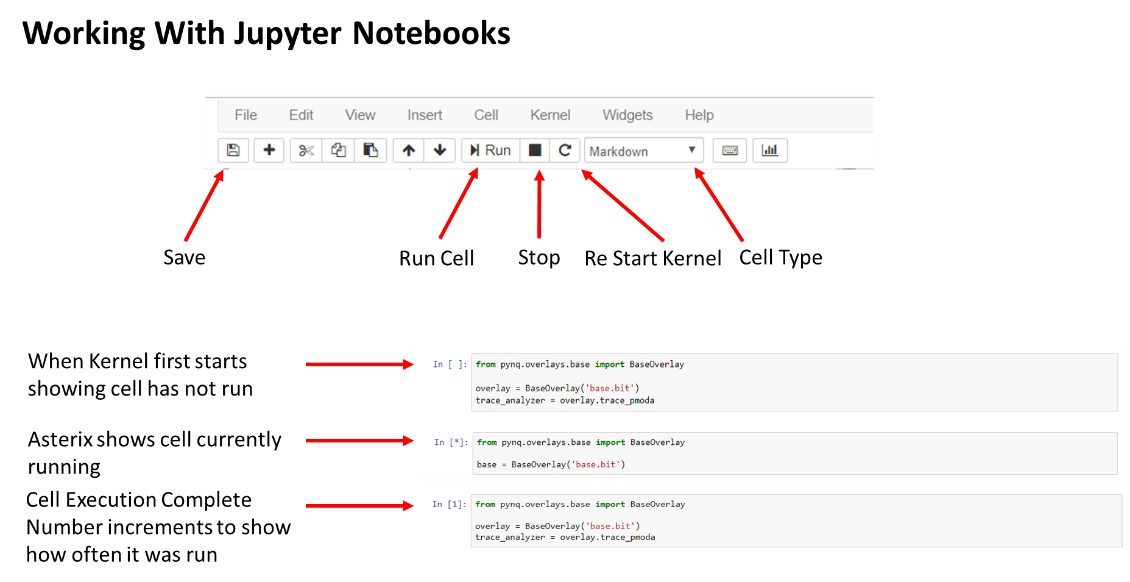 Working With Jupyter Notebooks
File Edit View Insert Cell Kernel Widgets Help
Run Markdown
Save Run Cell Stop Re Start Kernel Cell Type
When Kernel first starts
showing cell has not run
In [ ]: from pynq.overlays.base import BaseOverlay
overlay = BaseOverlay('base.bit')
trace_analyzer = overlay.trace_pmoda
Asterix shows cell currently
running
In [*]: from pynq.overlays.base import BaseOverlay
base = BaseOverlay('base.bit')
Cell Execution Complete
Number increments to show
how often it was run
In [1]: from pynq.overlays.base import BaseOverlay
overlay = BaseOverlay('base.bit')
trace_analyzer = overlay.trace_pmoda